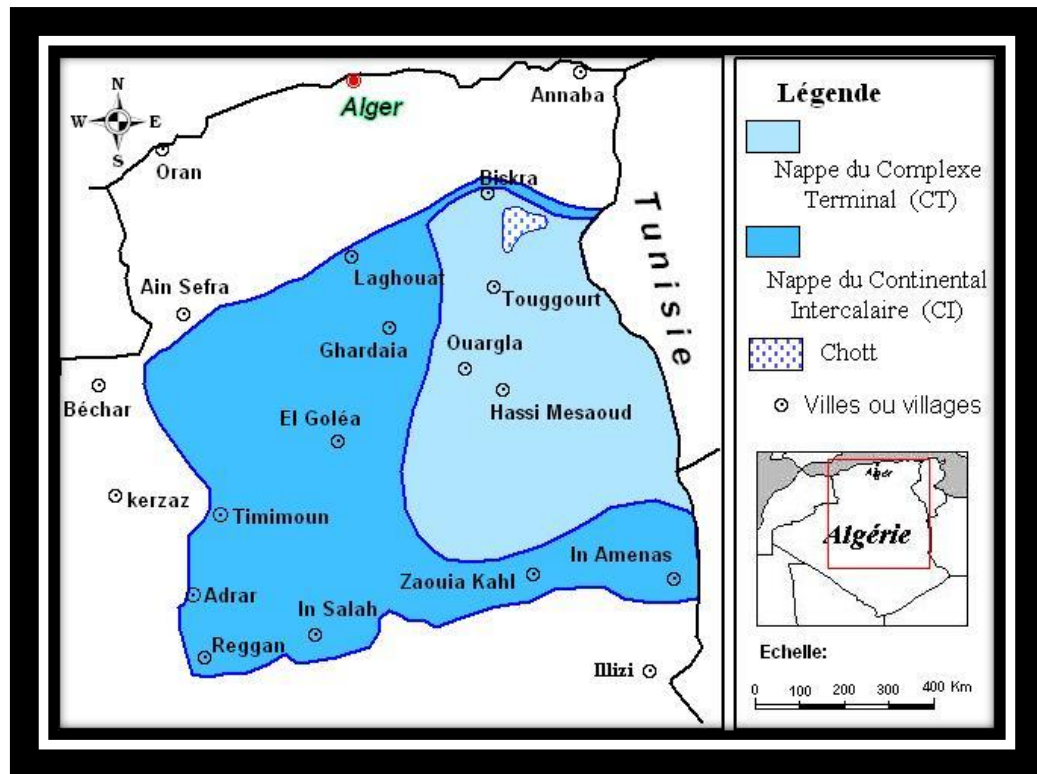 N
W E
S
Alger
Annaba
Oran
Biskra
Tunisie
Laghouat
Ain Sefra
Touggourt
Ghardaia
Ouargla
Béchar
Hassi Mesaoud
El Goléa
kerzaz
Timimoun
In Amenas
Zaouia Kahl
Adrar
In Salah
Reggan
Illizi
Légende
Nappe du Complexe
Terminal (CT)
Nappe du Continental
Intercalaire (CI)
Chott
Villes ou villages
Alger
Algérie
Echelle:
0 100 200 300 400 Km